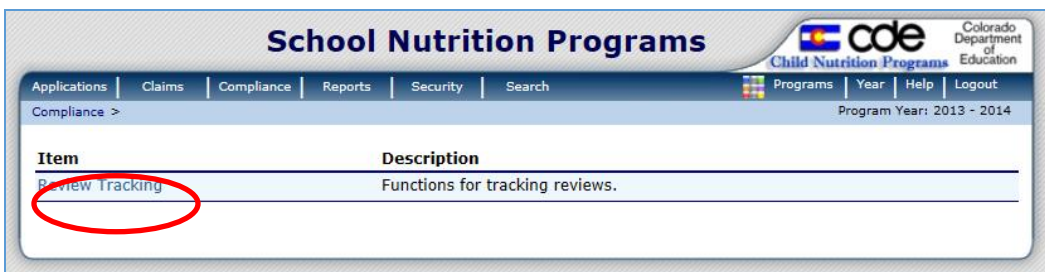 School Nutrition Programs
cde
Colorado
Department
of
Education
Child Nutrition Programs
Applications | Claims | Compliance | Reports | Security | Search Programs | Year | Help | Logout
Compliance > Program Year: 2013 - 2014
Item Description
Review Tracking Functions for tracking reviews.